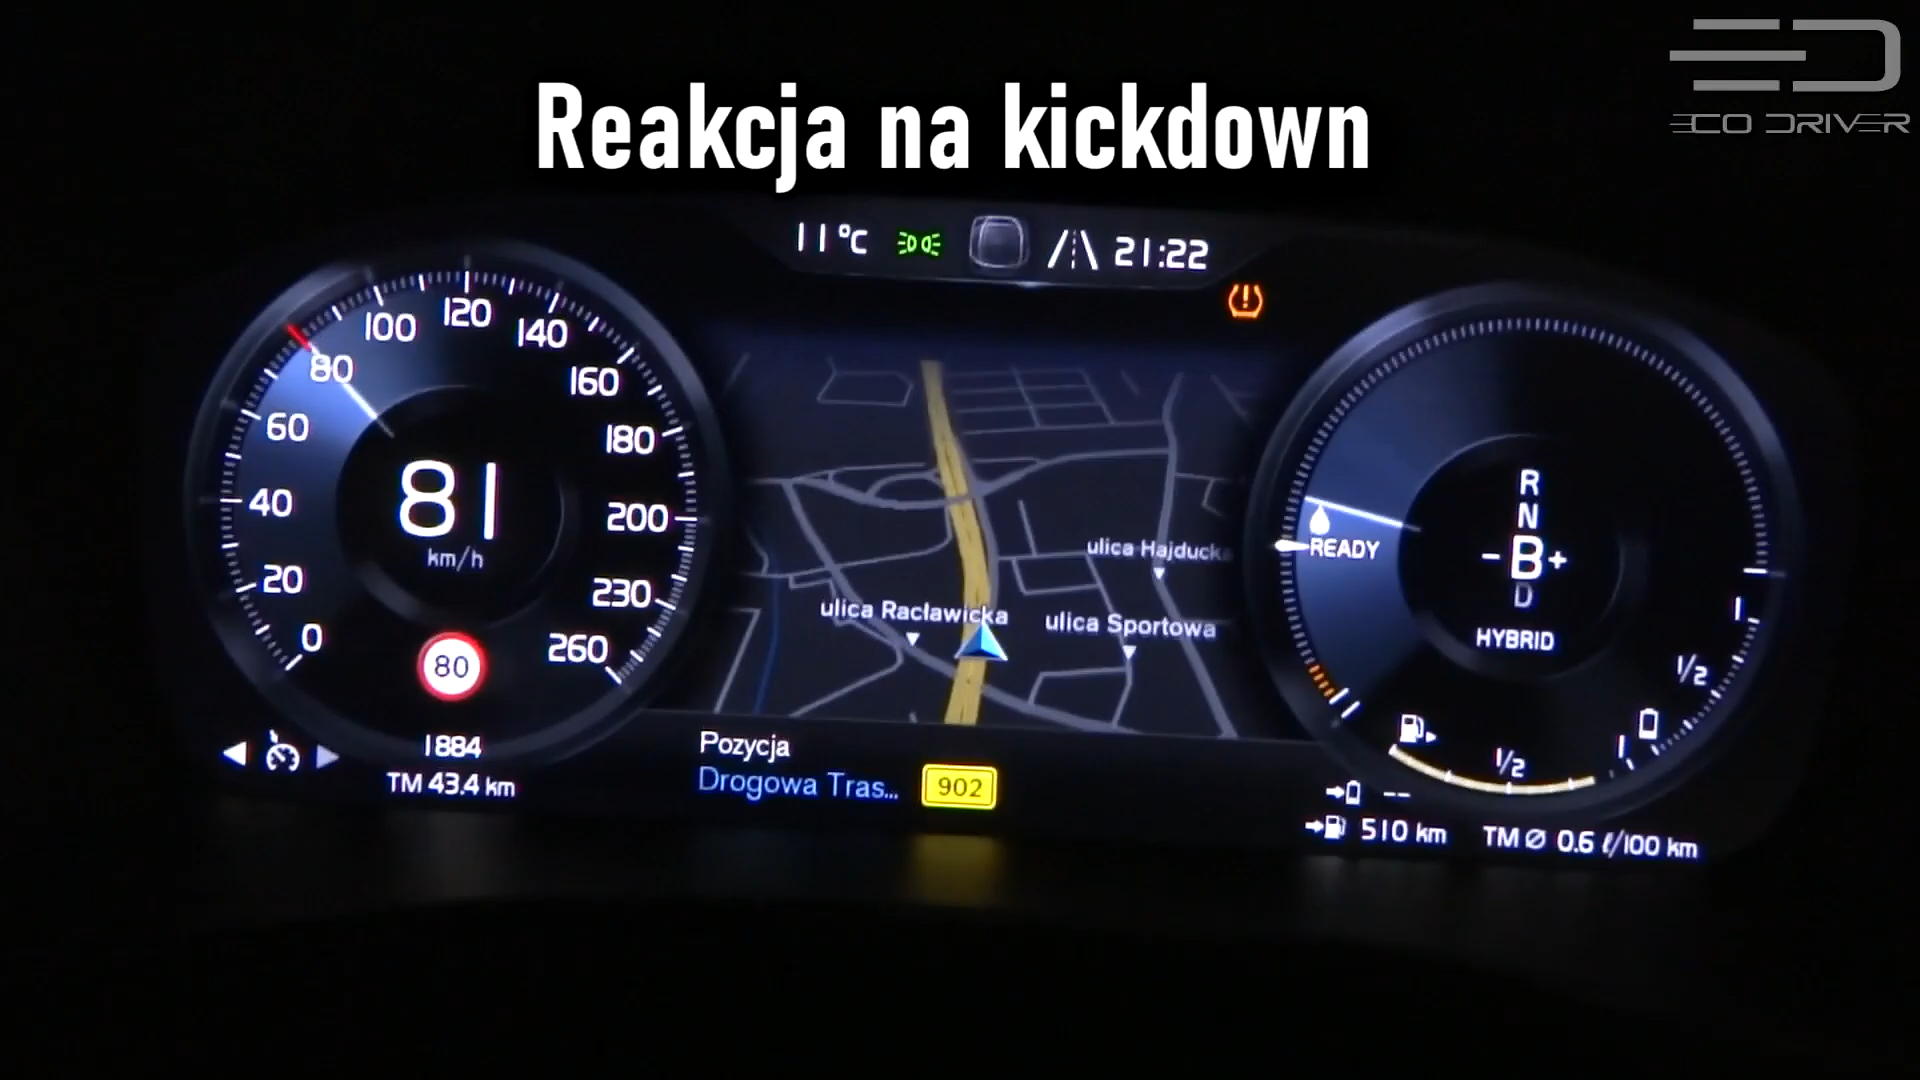 ECO DRIVER
Reakcja na kickdown
11°C 21:22
0
20
40
60
80
100
120
140
160
180
200
230
260
81
km/h
80
1884
TM 43.4 km
ulica Hajducka
ulica Racławicka
ulica Sportowa
Pozycja
Drogowa Tras... 902
READY
R
N
-B+
D
HYBRID
1/2
1
1/2
1
--
510 km TM Ø 0.6 ℓ/100 km